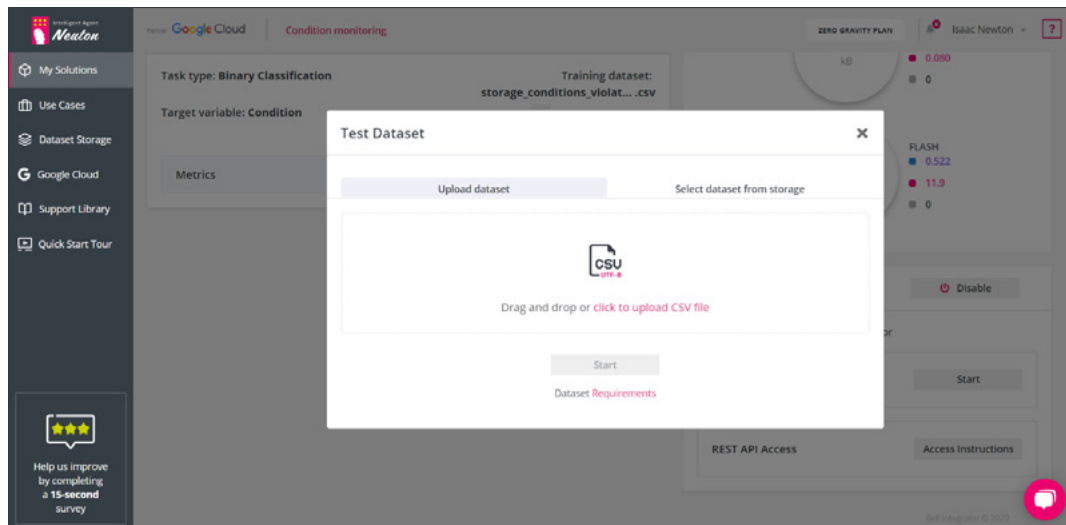 Intelligent Agent
Neuton
My Solutions
Use Cases
Dataset Storage
Google Cloud
Support Library
Quick Start Tour
Help us improve
by completing
a 15-second
survey
Google Cloud
Condition monitoring
ZERO GRAVITY PLAN
0
Isaac Newton
?
Task type: Binary Classification
Training dataset:
storage_conditions_violat... .csv
Target variable: Condition
Metrics
kB
0.080
0
FLASH
0.522
11.9
0
Disable
or
Start
REST API Access
Access Instructions
Test Dataset
Upload dataset
Select dataset from storage
CSV
UTF-8
Drag and drop or click to upload CSV file
Start
Dataset Requirements